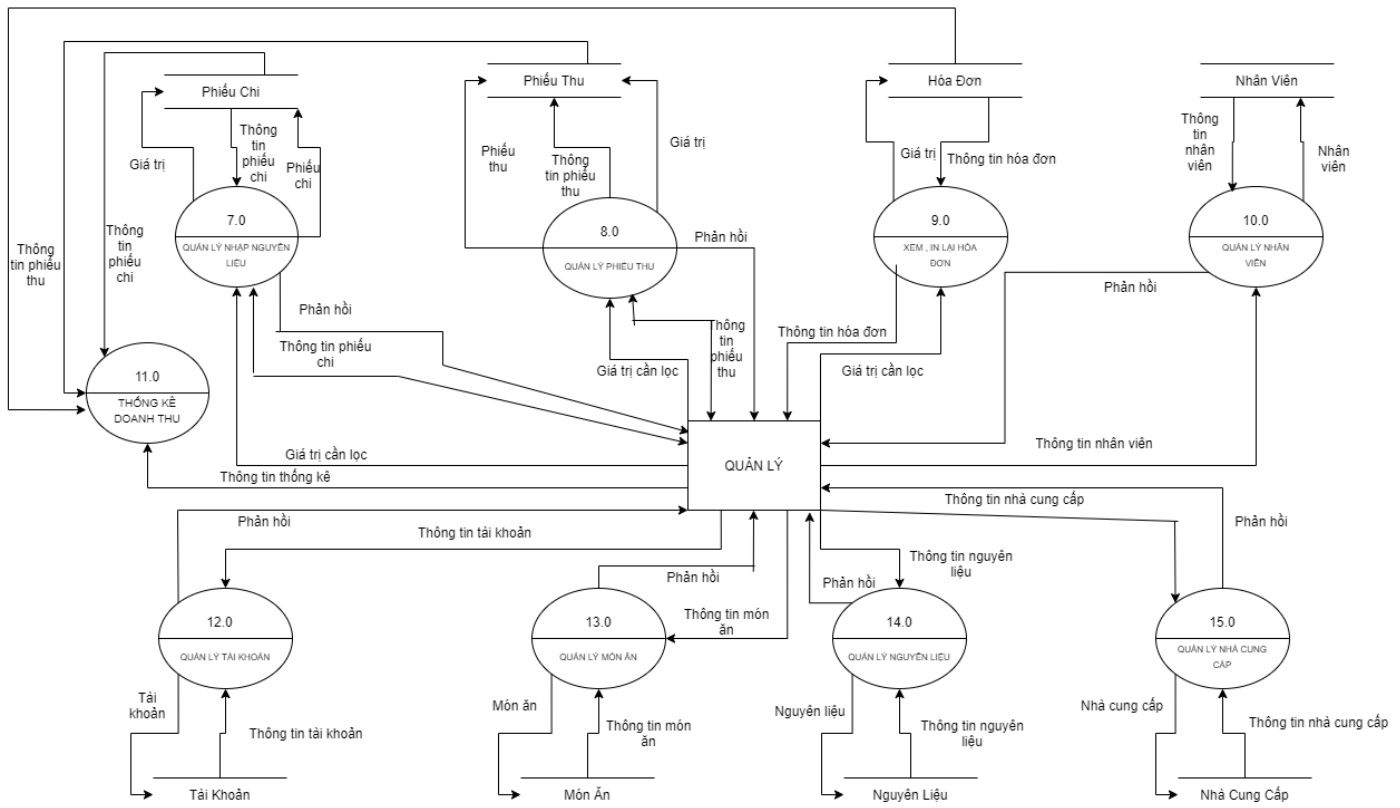 Phiếu Chi
Phiếu Thu
Hóa Đơn
Nhân Viên
Giá trị
Thông
tin
phiếu
chi
Phiếu
chi
Phiếu
thu
Thông
tin phiếu
thu
Giá trị
Giá trị
Thông tin hóa đơn
Thông
tin
nhân
viên
Nhân
viên
7.0
QUẢN LÝ NHẬP NGUYÊN
LIỆU
8.0
QUẢN LÝ PHIẾU THU
9.0
XEM , IN LẠI HÓA
ĐƠN
10.0
QUẢN LÝ NHÂN
VIÊN
Thông
tin phiếu
thu
Thông
tin
phiếu
chi
Phản hồi
Phản hồi
Phản hồi
Thông tin phiếu
chi
Thông
tin
phiếu
thu
Thông tin hóa đơn
Giá trị cần lọc
Giá trị cần lọc
11.0
THỐNG KÊ
DOANH THU
QUẢN LÝ
Giá trị cần lọc
Thông tin thống kê
Thông tin nhân viên
Thông tin nhà cung cấp
Phản hồi
Thông tin tài khoản
Phản hồi
Phản hồi
Thông tin nguyên
liệu
Phản hồi
Thông tin món
ăn
12.0
QUẢN LÝ TÀI KHOẢN
13.0
QUẢN LÝ MÓN ĂN
14.0
QUẢN LÝ NGUYÊN LIỆU
15.0
QUẢN LÝ NHÀ CUNG
CẤP
Tài
khoản
Thông tin tài khoản
Món ăn
Thông tin món
ăn
Nguyên liệu
Thông tin nguyên
liệu
Nhà cung cấp
Thông tin nhà cung cấp
Tài Khoản
Món Ăn
Nguyên Liệu
Nhà Cung Cấp